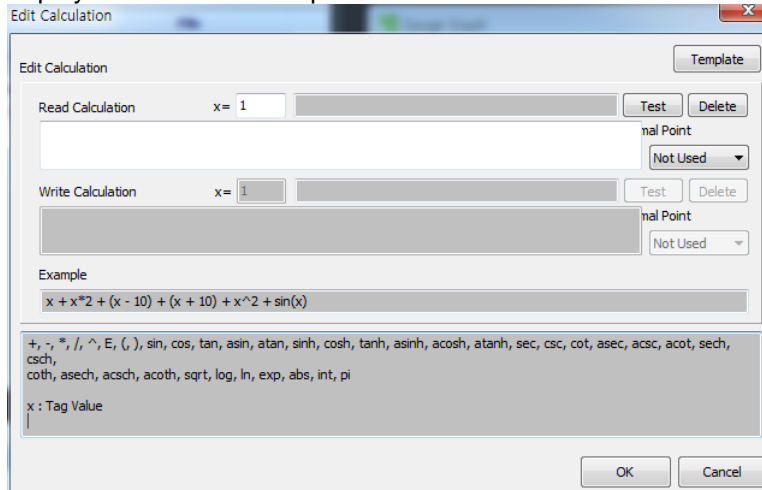 Edit Calculation
Edit Calculation
Template
Read Calculation x= 1 Test Delete
mal Point
Not Used
Write Calculation x= 1 Test Delete
mal Point
Not Used
Example
x + x*2 + (x - 10) + (x + 10) + x^2 + sin(x)
+, -, *, /, ^, E, (, ), sin, cos, tan, asin, atan, sinh, cosh, tanh, asinh, acosh, atanh, sec, csc, cot, asec, acsc, acot, sech,
csch,
coth, asech, acsch, acoth, sqrt, log, ln, exp, abs, int, pi
x : Tag Value
OK Cancel